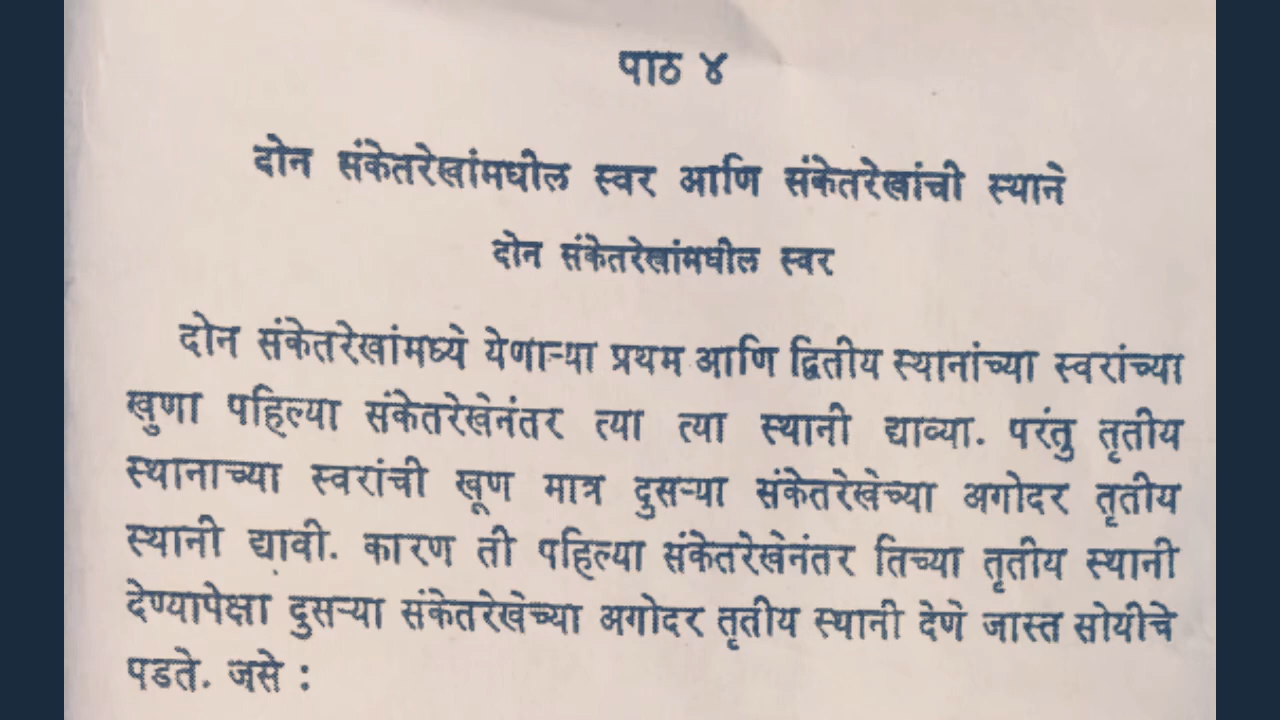 पाठ ४
दोन संकेतरेखांमधील स्वर आणि संकेतरेखांची स्थाने
दोन संकेतरेखांमधील स्वर
दोन संकेतरेखांमध्ये येणाऱ्या प्रथम आणि द्वितीय स्थानांच्या स्वरांच्या
खुणा पहिल्या संकेतरेखेनंतर त्या त्या स्थानी द्याव्या. परंतु तृतीय
स्थानाच्या स्वरांची खूण मात्र दुसऱ्या संकेतरेखेच्या अगोदर तृतीय
स्थानी द्यावी. कारण ती पहिल्या संकेतरेखेनंतर तिच्या तृतीय स्थानी
देण्यापेक्षा दुसऱ्या संकेतरेखेच्या अगोदर तृतीय स्थानी देणे जास्त सोयीचे
पडते. जसे :